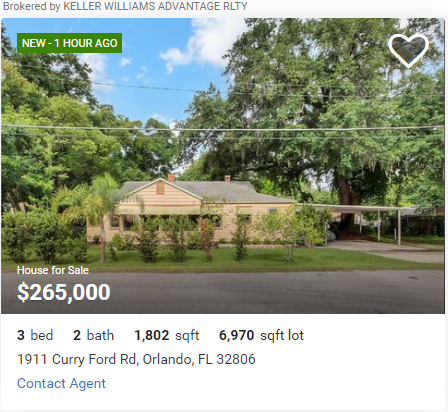 Brokered by KELLER WILLIAMS ADVANTAGE RLTY
NEW - 1 HOUR AGO
House for Sale
$265,000
3 bed 2 bath 1,802 sqft 6,970 sqft lot
1911 Curry Ford Rd, Orlando, FL 32806
Contact Agent